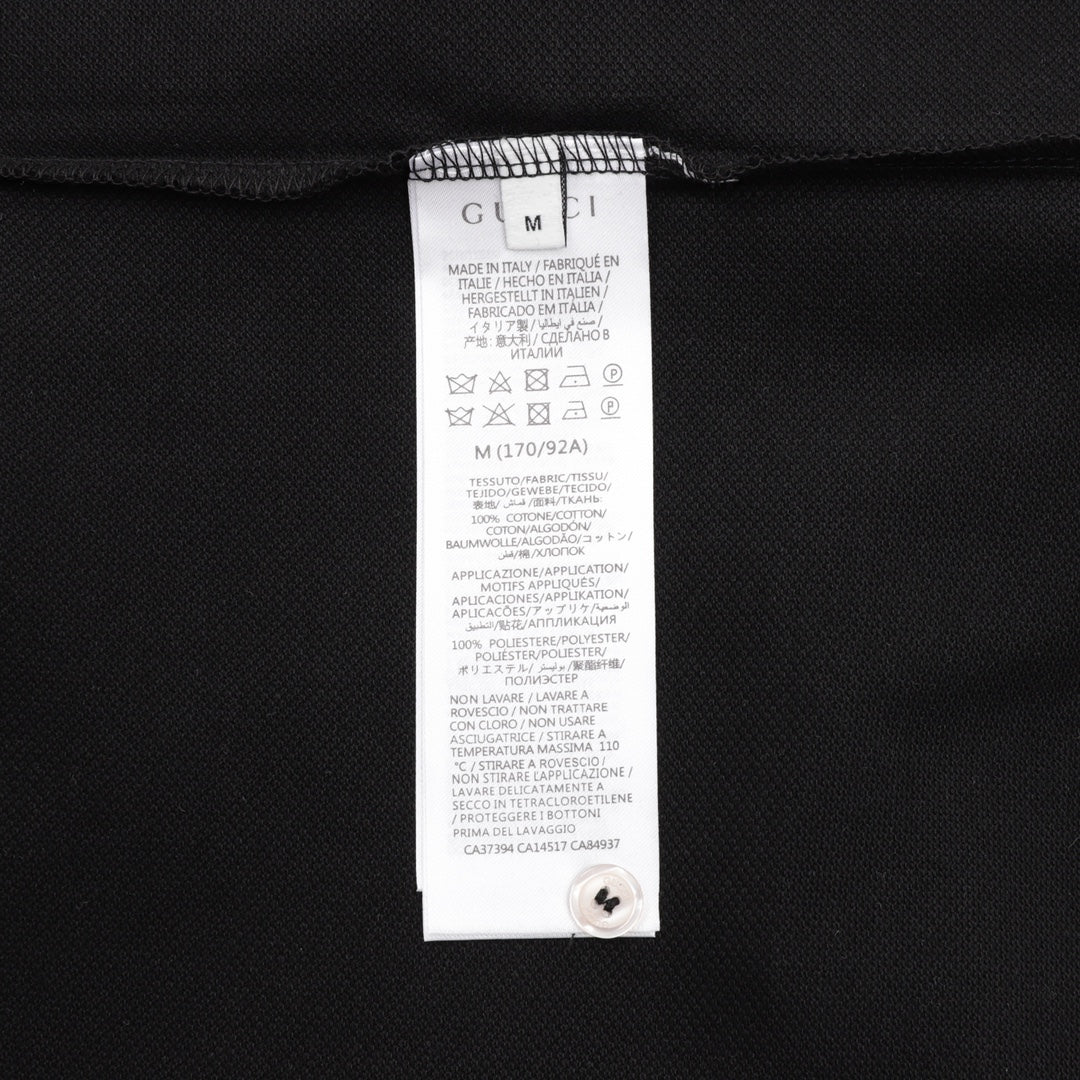 GUCCI
M
MADE IN ITALY / FABRIQUÉ EN
ITALIE / HECHO EN ITALIA /
HERGESTELLT IN ITALIEN /
FABRICADO EM ITÁLIA /
イタリア製 / صنع في ايطاليا /
产地: 意大利 / СДЕЛАНО В
ИТАЛИИ
P
P
M (170/92A)
TESSUTO/FABRIC/TISSU/
TEJIDO/GEWEBE/TECIDO/
表地/ قماش /面料/ТКАНЬ:
100% COTONE/COTTON/
COTON/ALGODÓN/
BAUMWOLLE/ALGODÃO/コットン/
قطن/棉/ХЛОПОК
APPLICAZIONE/APPLICATION/
MOTIFS APPLIQUÉS/
APLICACIONES/APPLIKATION/
APLICACÕES/アップリケ/الوضعية
التطبيق/贴花/АППЛИКАЦИЯ
100% POLIESTERE/POLYESTER/
POLIÉSTER/POLIESTER/
ポリエステル/ بوليستر /聚酯纤维/
ПОЛИЭСТЕР
NON LAVARE / LAVARE A
ROVESCIO / NON TRATTARE
CON CLORO / NON USARE
ASCIUGATRICE / STIRARE A
TEMPERATURA MASSIMA 110
°C / STIRARE A ROVESCIO /
NON STIRARE L'APPLICAZIONE /
LAVARE DELICATAMENTE A
SECCO IN TETRACLOROETILENE
/ PROTEGGERE I BOTTONI
PRIMA DEL LAVAGGIO
CA37394 CA14517 CA84937